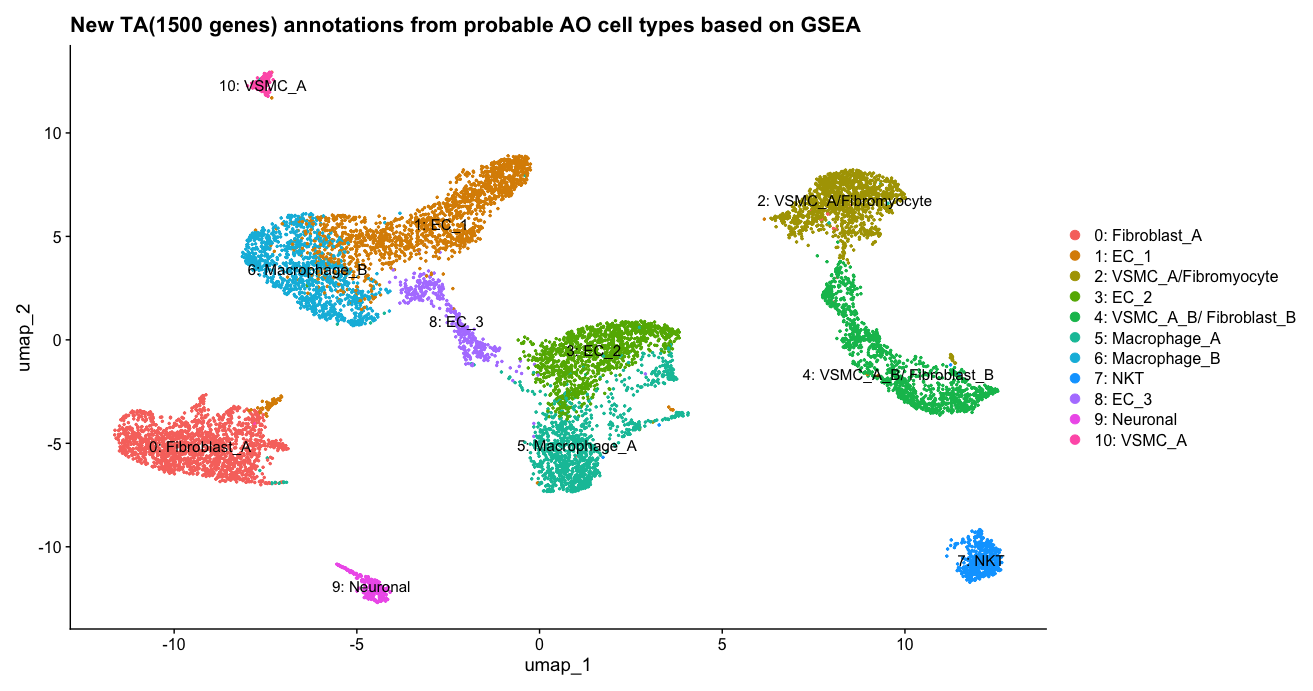 New TA(1500 genes) annotations from probable AO cell types based on GSEA
umap_2
10
5
0
-5
-10
10: VSMC_A
1: EC_1
6: Macrophage_B
8: EC_3
2: VSMC_A/Fibromyocyte
3: EC_2
4: VSMC_A_B/ Fibroblast_B
0: Fibroblast_A
5: Macrophage_A
9: Neuronal
7: NKT
-10
-5
0
5
10
umap_1
0: Fibroblast_A
1: EC_1
2: VSMC_A/Fibromyocyte
3: EC_2
4: VSMC_A_B/ Fibroblast_B
5: Macrophage_A
6: Macrophage_B
7: NKT
8: EC_3
9: Neuronal
10: VSMC_A